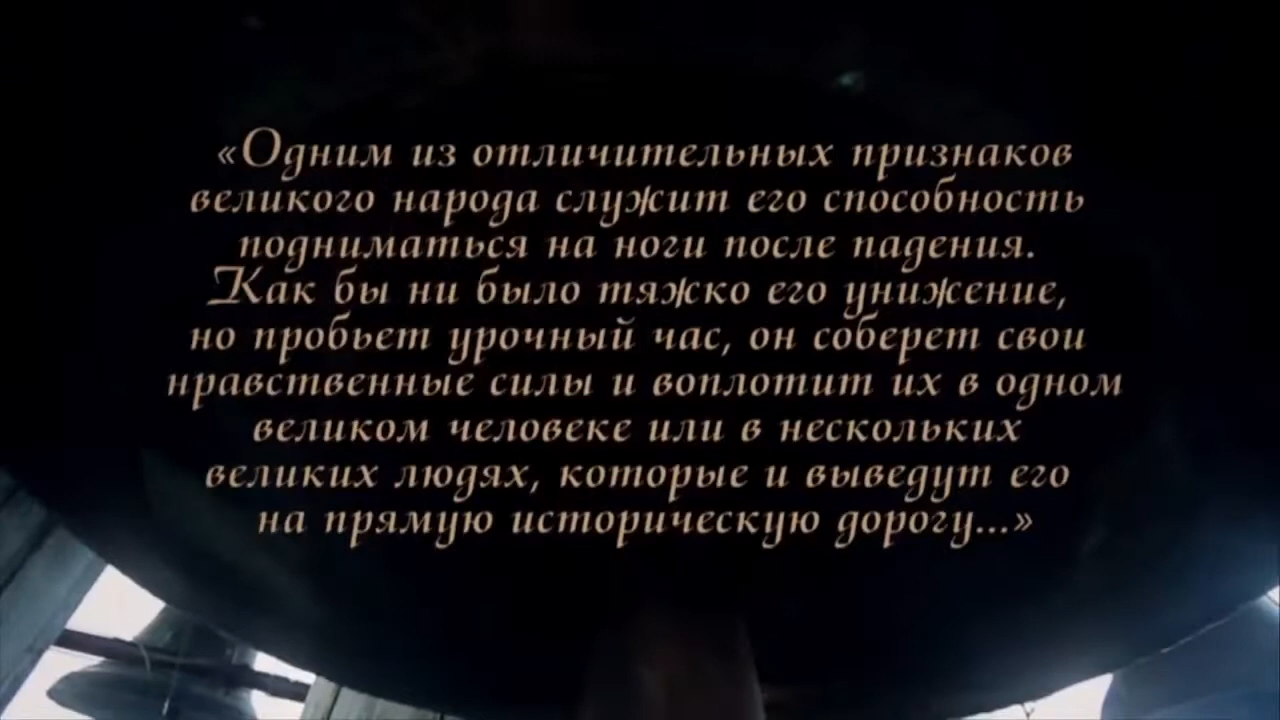 «Одним из отличительных признаков
великого народа служит его способность
подниматься на ноги после падения.
Как бы ни было тяжко его унижение,
но пробьет урочный час, он соберет свои
нравственные силы и воплотит их в одном
великом человеке или в нескольких
великих людях, которые и выведут его
на прямую историческую дорогу...»